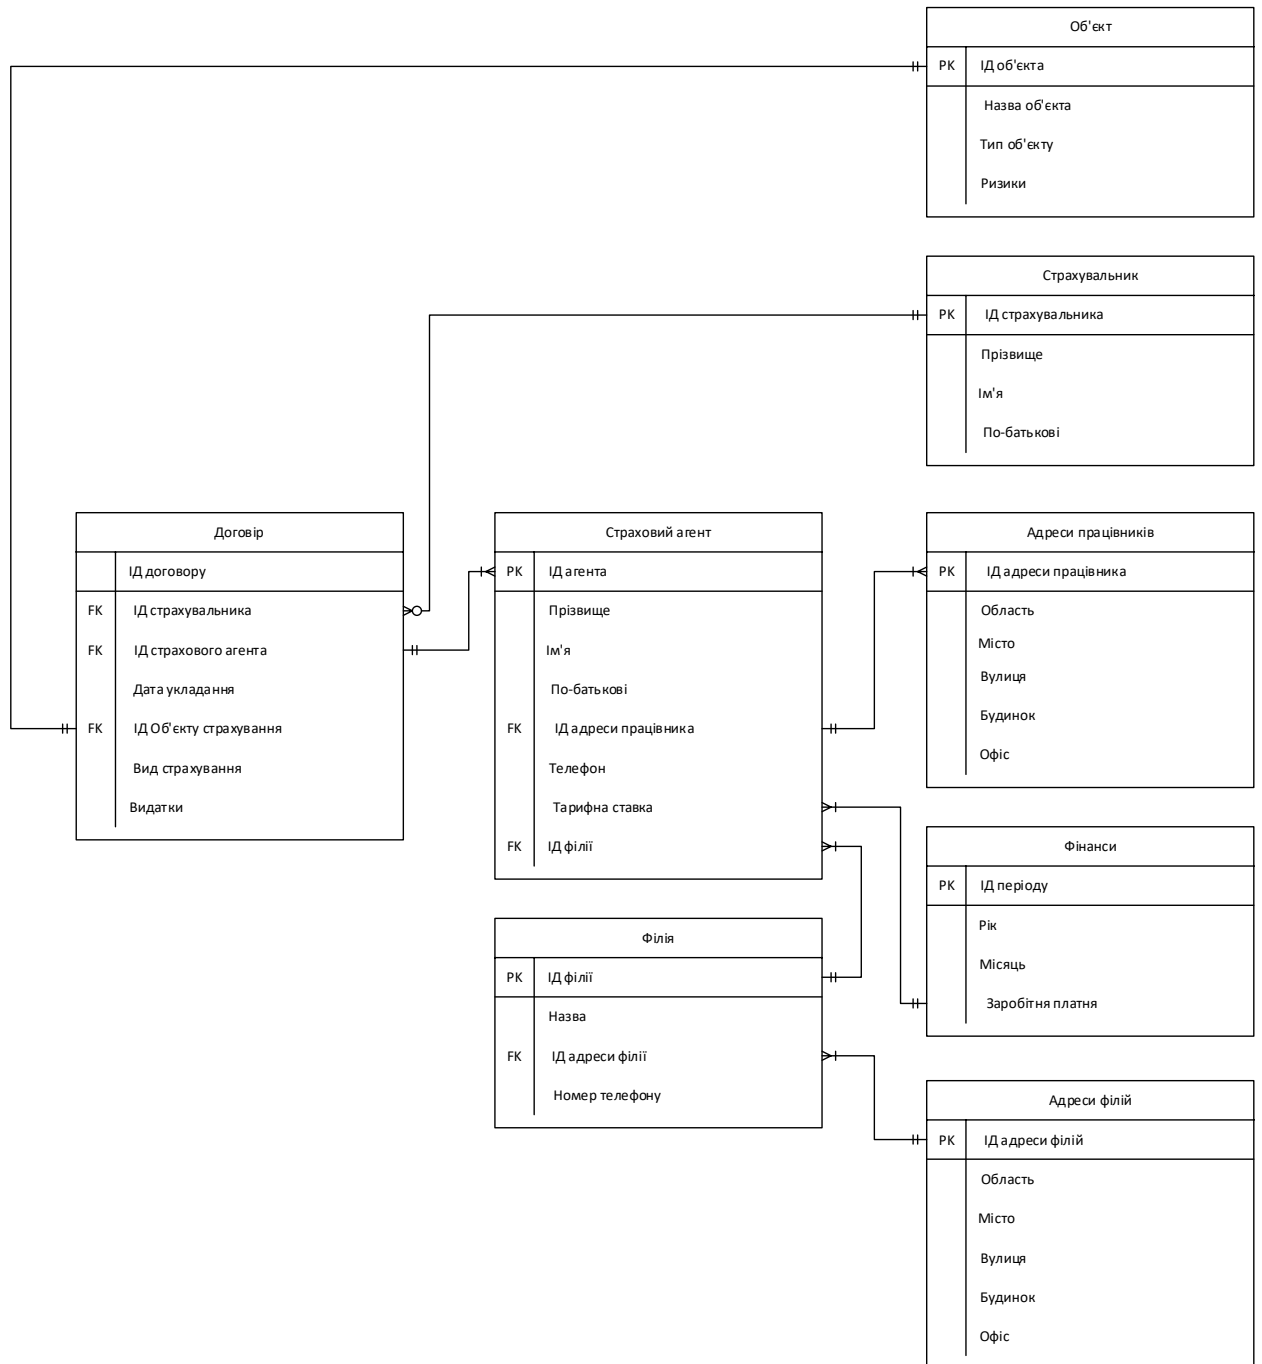 Об'єкт
PK ІД об'єкта
Назва об'єкта
Тип об'єкту
Ризики
Страхувальник
PK ІД страхувальника
Прізвище
Ім'я
По-батькові
Договір
ІД договору
FK ІД страхувальника
FK ІД страхового агента
Дата укладання
FK ІД Об'єкту страхування
Вид страхування
Видатки
Страховий агент
PK ІД агента
Прізвище
Ім'я
По-батькові
FK ІД адреси працівника
Телефон
Тарифна ставка
FK ІД філії
Адреси працівників
PK ІД адреси працівника
Область
Місто
Вулиця
Будинок
Офіс
Фінанси
PK ІД періоду
Рік
Місяць
Заробітня платня
Філія
PK ІД філії
Назва
FK ІД адреси філії
Номер телефону
Адреси філій
PK ІД адреси філій
Область
Місто
Вулиця
Будинок
Офіс